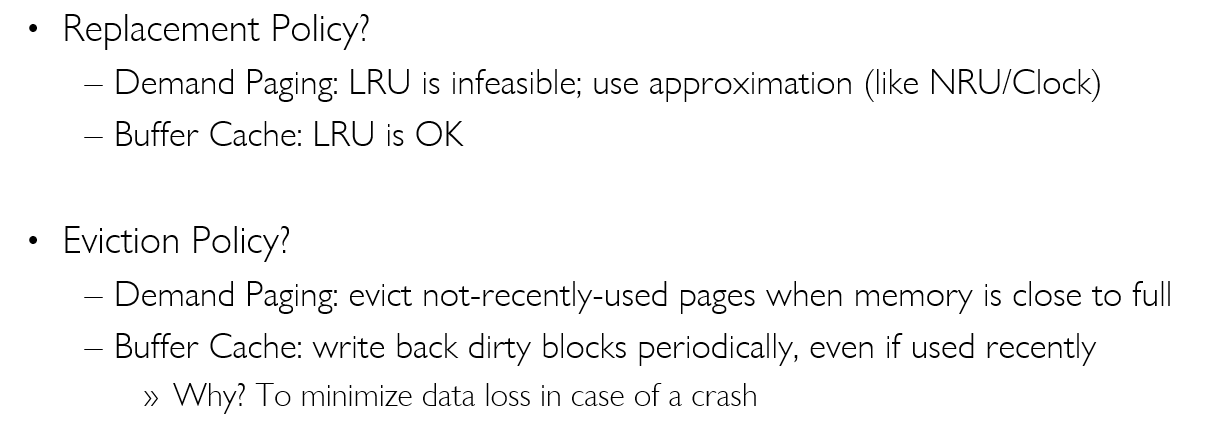 • Replacement Policy?
– Demand Paging: LRU is infeasible; use approximation (like NRU/Clock)
– Buffer Cache: LRU is OK
• Eviction Policy?
– Demand Paging: evict not-recently-used pages when memory is close to full
– Buffer Cache: write back dirty blocks periodically, even if used recently
» Why? To minimize data loss in case of a crash